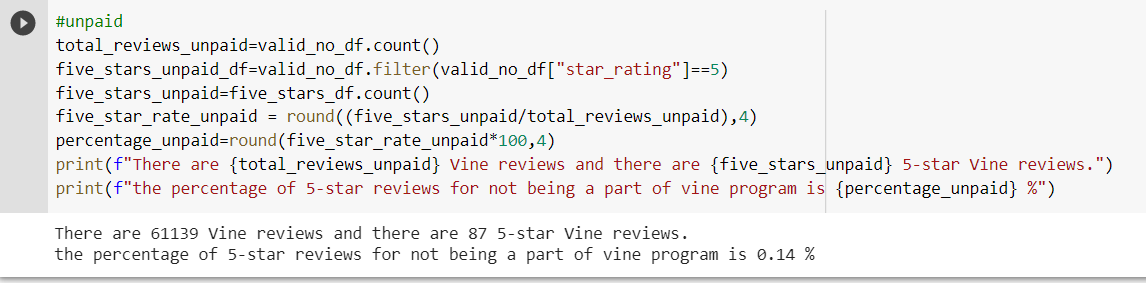 #unpaid
total_reviews_unpaid=valid_no_df.count()
five_stars_unpaid_df=valid_no_df.filter(valid_no_df["star_rating"]==5)
five_stars_unpaid=five_stars_df.count()
five_star_rate_unpaid = round((five_stars_unpaid/total_reviews_unpaid),4)
percentage_unpaid=round(five_star_rate_unpaid*100,4)
print(f"There are {total_reviews_unpaid} Vine reviews and there are {five_stars_unpaid} 5-star Vine reviews.")
print(f"the percentage of 5-star reviews for not being a part of vine program is {percentage_unpaid} %")
There are 61139 Vine reviews and there are 87 5-star Vine reviews.
the percentage of 5-star reviews for not being a part of vine program is 0.14 %